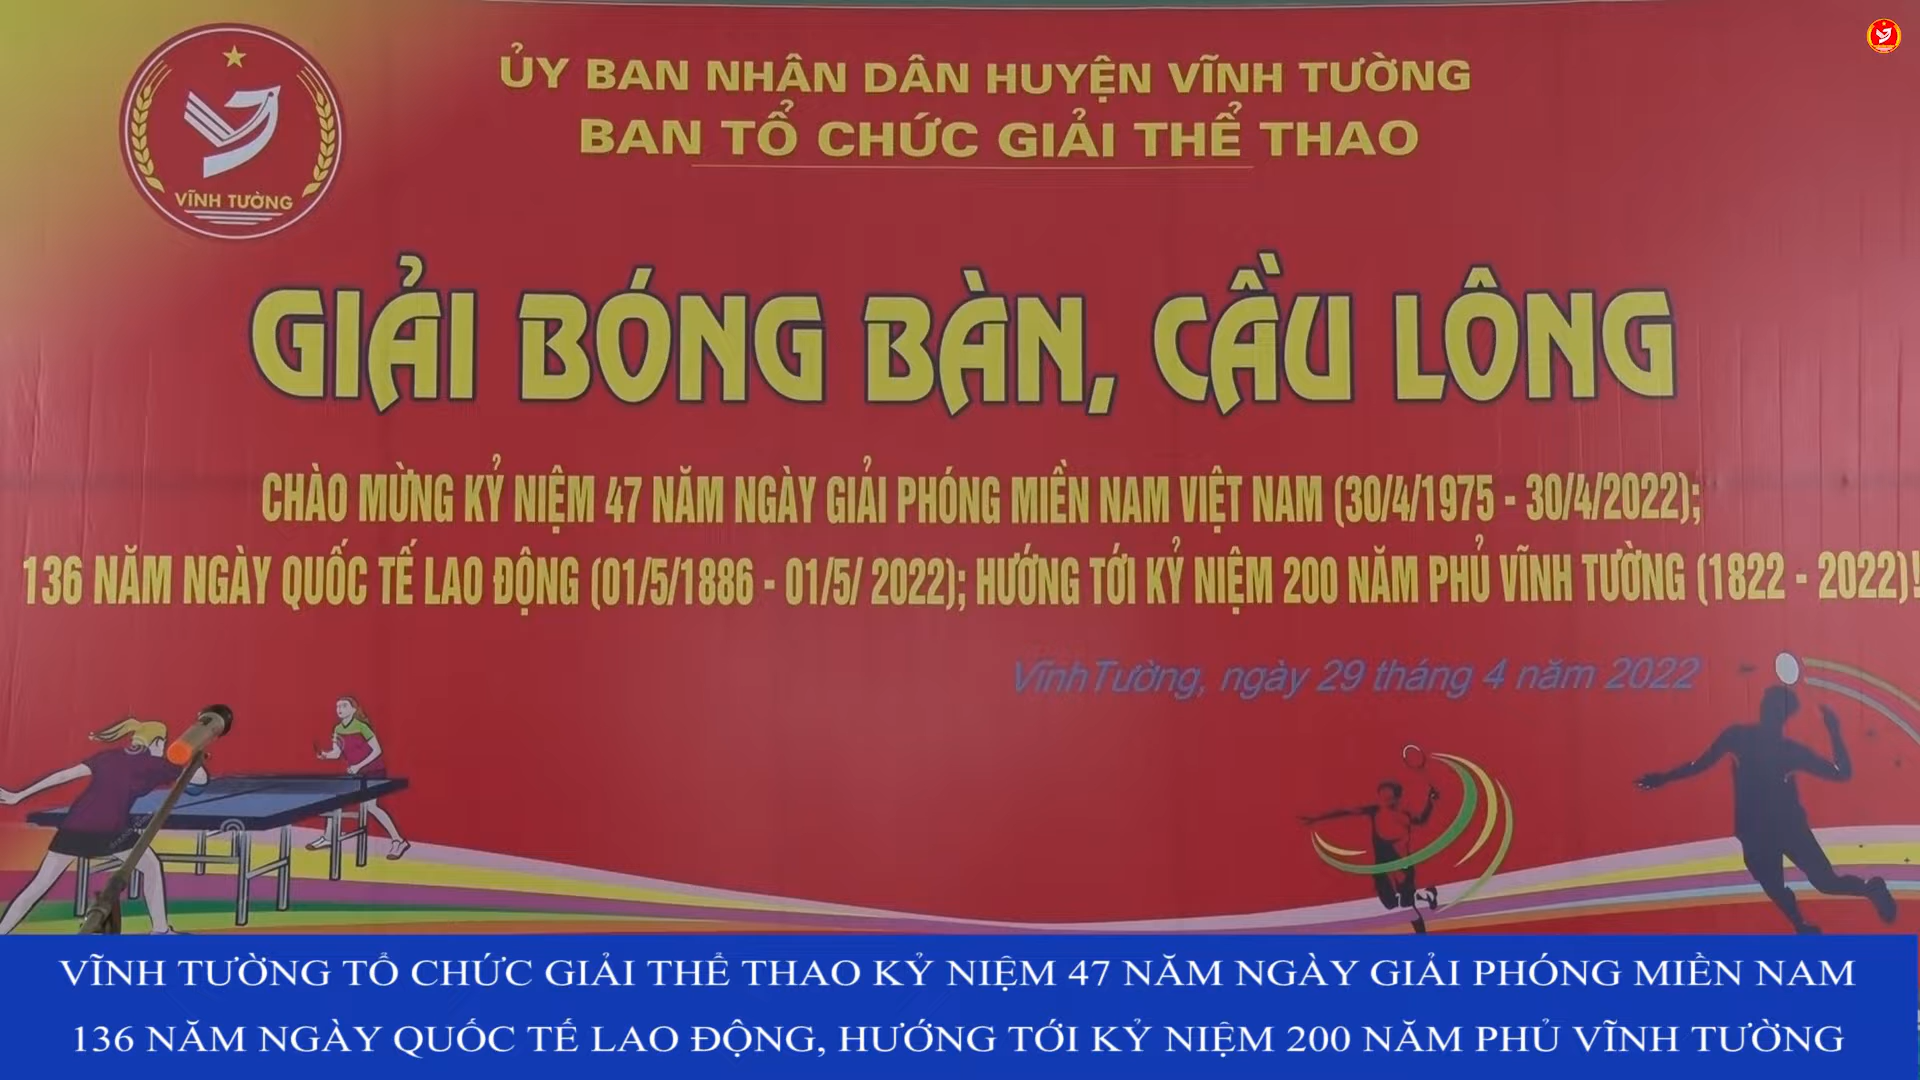 VĨNH TƯỜNG
ỦY BAN NHÂN DÂN HUYỆN VĨNH TƯỜNG
BAN TỔ CHỨC GIẢI THỂ THAO
GIẢI BÓNG BÀN, CẦU LÔNG
CHÀO MỪNG KỶ NIỆM 47 NĂM NGÀY GIẢI PHÓNG MIỀN NAM VIỆT NAM (30/4/1975 - 30/4/2022);
136 NĂM NGÀY QUỐC TẾ LAO ĐỘNG (01/5/1886 - 01/5/ 2022); HƯỚNG TỚI KỶ NIỆM 200 NĂM PHỦ VĨNH TƯỜNG (1822 - 2022)!
Vĩnh Tường, ngày 29 tháng 4 năm 2022
VĨNH TƯỜNG TỔ CHỨC GIẢI THỂ THAO KỶ NIỆM 47 NĂM NGÀY GIẢI PHÓNG MIỀN NAM
136 NĂM NGÀY QUỐC TẾ LAO ĐỘNG, HƯỚNG TỚI KỶ NIỆM 200 NĂM PHỦ VĨNH TƯỜNG